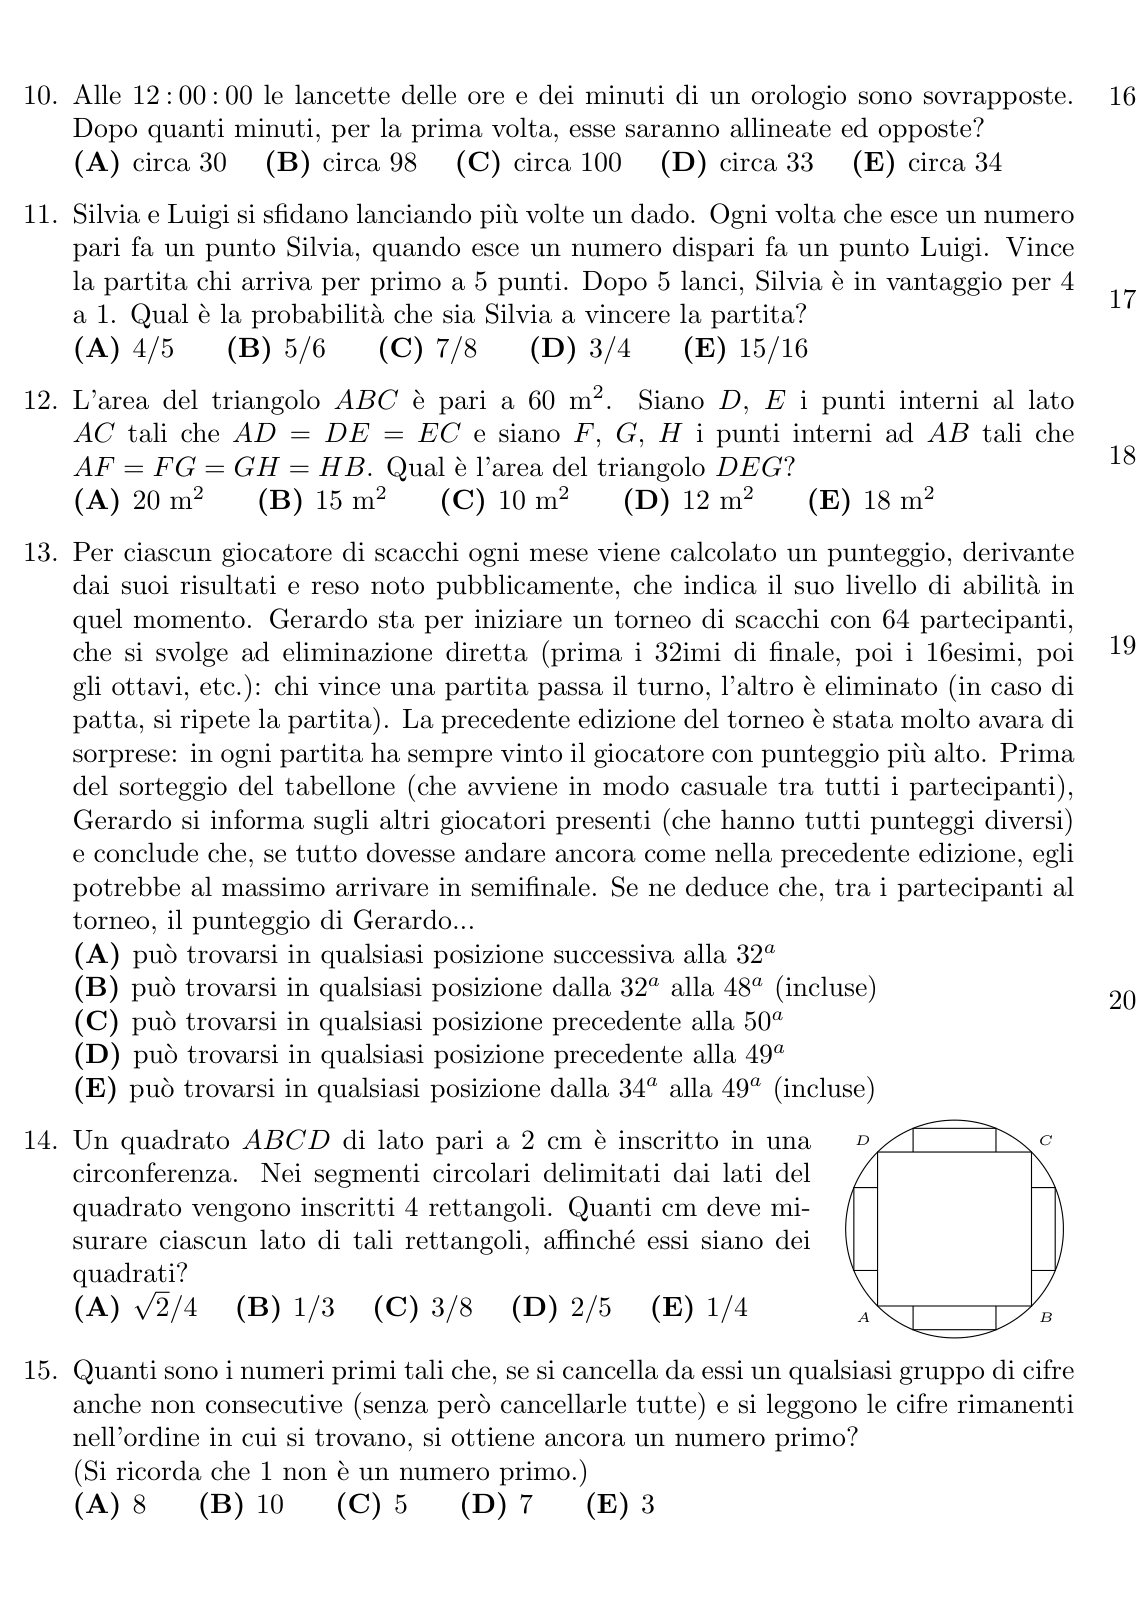 10. Alle 12 : 00 : 00 le lancette delle ore e dei minuti di un orologio sono sovrapposte.
Dopo quanti minuti, per la prima volta, esse saranno allineate ed opposte?
(A) circa 30 (B) circa 98 (C) circa 100 (D) circa 33 (E) circa 34
11. Silvia e Luigi si sfidano lanciando più volte un dado. Ogni volta che esce un numero
pari fa un punto Silvia, quando esce un numero dispari fa un punto Luigi. Vince
la partita chi arriva per primo a 5 punti. Dopo 5 lanci, Silvia è in vantaggio per 4
a 1. Qual è la probabilità che sia Silvia a vincere la partita?
(A) 4/5 (B) 5/6 (C) 7/8 (D) 3/4 (E) 15/16
12. L'area del triangolo ABC è pari a 60 m². Siano D, E i punti interni al lato
AC tali che AD = DE = EC e siano F, G, H i punti interni ad AB tali che
AF = FG = GH = HB. Qual è l'area del triangolo DEG?
(A) 20 m² (B) 15 m² (C) 10 m² (D) 12 m² (E) 18 m²
13. Per ciascun giocatore di scacchi ogni mese viene calcolato un punteggio, derivante
dai suoi risultati e reso noto pubblicamente, che indica il suo livello di abilità in
quel momento. Gerardo sta per iniziare un torneo di scacchi con 64 partecipanti,
che si svolge ad eliminazione diretta (prima i 32imi di finale, poi i 16esimi, poi
gli ottavi, etc.): chi vince una partita passa il turno, l'altro è eliminato (in caso di
patta, si ripete la partita). La precedente edizione del torneo è stata molto avara di
sorprese: in ogni partita ha sempre vinto il giocatore con punteggio più alto. Prima
del sorteggio del tabellone (che avviene in modo casuale tra tutti i partecipanti),
Gerardo si informa sugli altri giocatori presenti (che hanno tutti punteggi diversi)
e conclude che, se tutto dovesse andare ancora come nella precedente edizione, egli
potrebbe al massimo arrivare in semifinale. Se ne deduce che, tra i partecipanti al
torneo, il punteggio di Gerardo...
(A) può trovarsi in qualsiasi posizione successiva alla 32ᵃ
(B) può trovarsi in qualsiasi posizione dalla 32ᵃ alla 48ᵃ (incluse)
(C) può trovarsi in qualsiasi posizione precedente alla 50ᵃ
(D) può trovarsi in qualsiasi posizione precedente alla 49ᵃ
(E) può trovarsi in qualsiasi posizione dalla 34ᵃ alla 49ᵃ (incluse)
14. Un quadrato ABCD di lato pari a 2 cm è inscritto in una
circonferenza. Nei segmenti circolari delimitati dai lati del
quadrato vengono inscritti 4 rettangoli. Quanti cm deve mi-
surare ciascun lato di tali rettangoli, affinché essi siano dei
quadrati?
(A) √2/4 (B) 1/3 (C) 3/8 (D) 2/5 (E) 1/4
D C
A B
15. Quanti sono i numeri primi tali che, se si cancella da essi un qualsiasi gruppo di cifre
anche non consecutive (senza però cancellarle tutte) e si leggono le cifre rimanenti
nell'ordine in cui si trovano, si ottiene ancora un numero primo?
(Si ricorda che 1 non è un numero primo.)
(A) 8 (B) 10 (C) 5 (D) 7 (E) 3
16
17
18
19
20